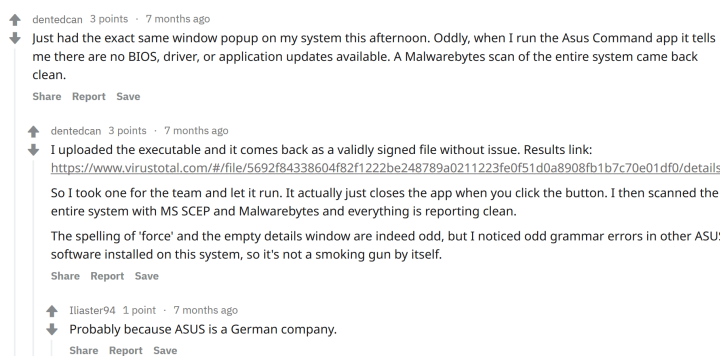 dentedcan 3 points · 7 months ago
Just had the exact same window popup on my system this afternoon. Oddly, when I run the Asus Command app it tells
me there are no BIOS, driver, or application updates available. A Malwarebytes scan of the entire system came back
clean.
Share Report Save
dentedcan 3 points · 7 months ago
I uploaded the executable and it comes back as a validly signed file without issue. Results link:
https://www.virustotal.com/#/file/5692f84338604f82f1222be248789a0211223fe0f51d0a8908fb1b7c70e01df0/details
So I took one for the team and let it run. It actually just closes the app when you click the button. I then scanned the
entire system with MS SCEP and Malwarebytes and everything is reporting clean.
The spelling of 'force' and the empty details window are indeed odd, but I noticed odd grammar errors in other ASUS
software installed on this system, so it's not a smoking gun by itself.
Share Report Save
Iliaster94 1 point · 7 months ago
Probably because ASUS is a German company.
Share Report Save